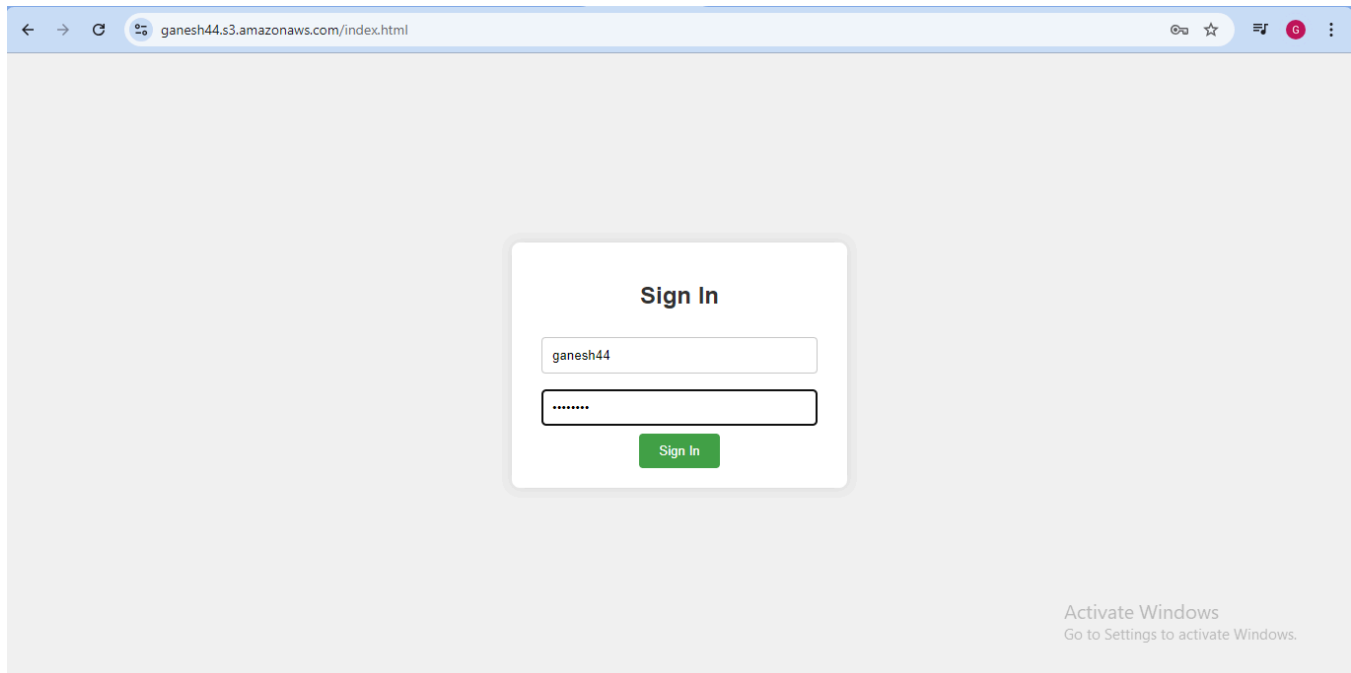 ganesh44.s3.amazonaws.com/index.html
G
Sign In
ganesh44
••••••••
Sign In
Activate Windows
Go to Settings to activate Windows.